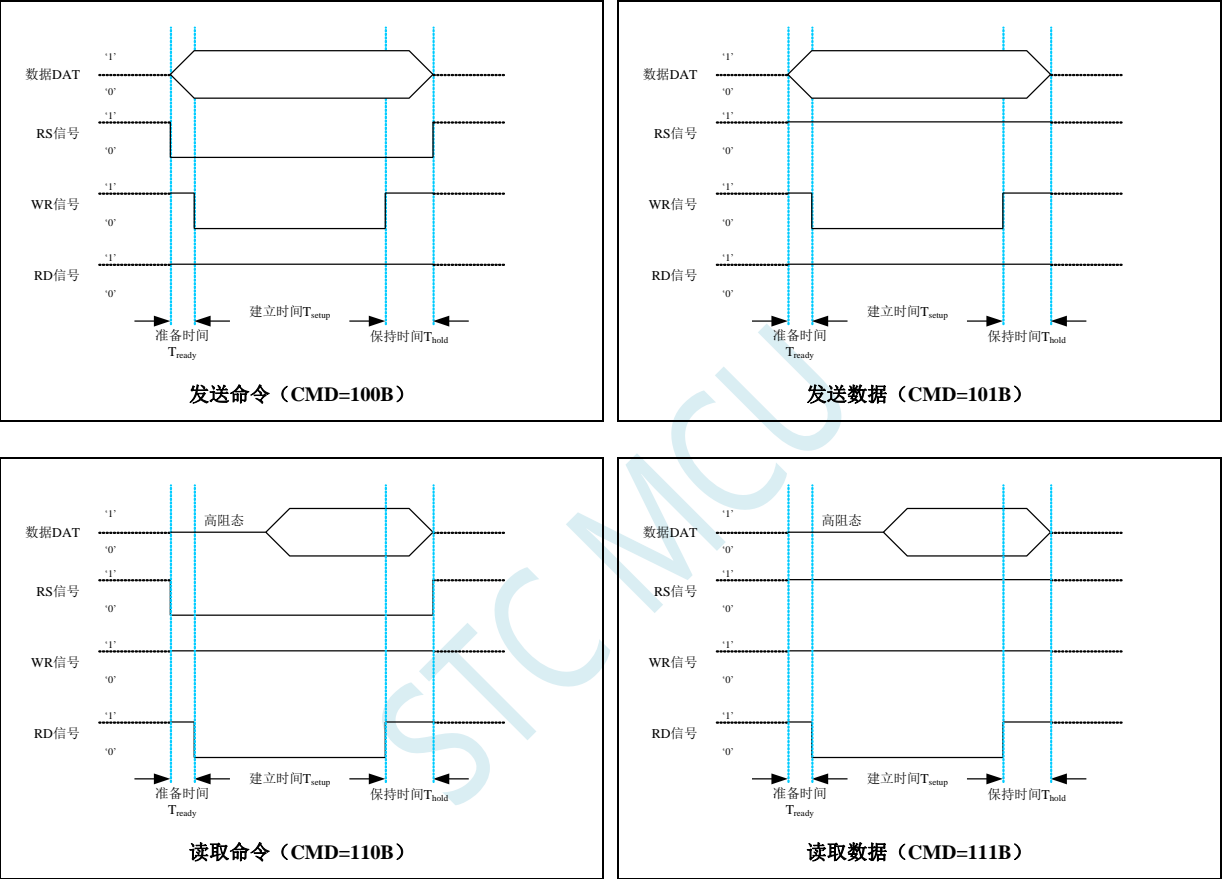 ‘1’
数据DAT
‘0’
‘1’
RS信号
‘0’
‘1’
WR信号
‘0’
‘1’
RD信号
‘0’
建立时间Tsetup
准备时间
Tready
保持时间Thold
发送命令（CMD=100B）
‘1’
数据DAT
‘0’
‘1’
RS信号
‘0’
‘1’
WR信号
‘0’
‘1’
RD信号
‘0’
建立时间Tsetup
准备时间
Tready
保持时间Thold
发送数据（CMD=101B）
‘1’
高阻态
数据DAT
‘0’
‘1’
RS信号
‘0’
‘1’
WR信号
‘0’
‘1’
RD信号
‘0’
建立时间Tsetup
准备时间
Tready
保持时间Thold
读取命令（CMD=110B）
‘1’
高阻态
数据DAT
‘0’
‘1’
RS信号
‘0’
‘1’
WR信号
‘0’
‘1’
RD信号
‘0’
建立时间Tsetup
准备时间
Tready
保持时间Thold
读取数据（CMD=111B）
STC MCU